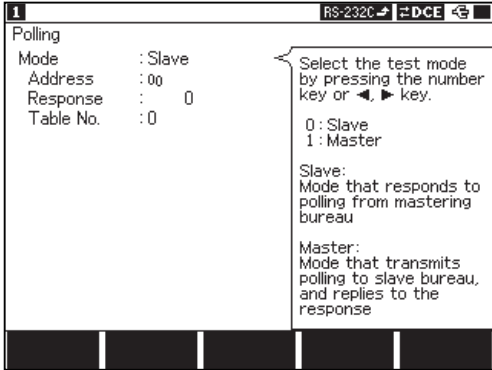 1 RS-232C ⇄DCE
Polling
Mode : Slave
Address : 00
Response : 0
Table No. : 0
Select the test mode
by pressing the number
key or ◄, ► key.
0 : Slave
1 : Master
Slave:
Mode that responds to
polling from mastering
bureau
Master:
Mode that transmits
polling to slave bureau,
and replies to the
response